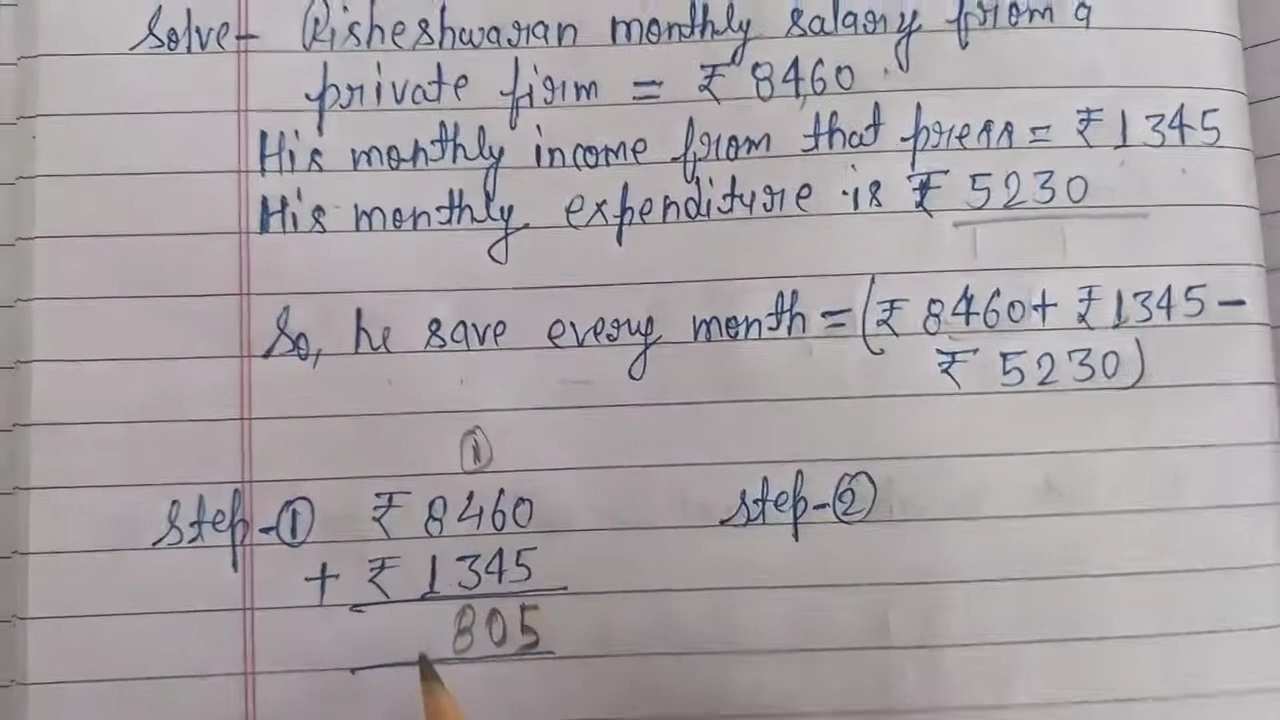 Solve- Risheshwaran monthly salary from a
private firm = ₹ 8460.
His monthly income from that press = ₹1345
His monthly expenditure is ₹ 5230
So, he save every month = (₹ 8460 + ₹1345 -
₹ 5230)
①
Step-① ₹ 8460 Step-②
+ ₹ 1345
805